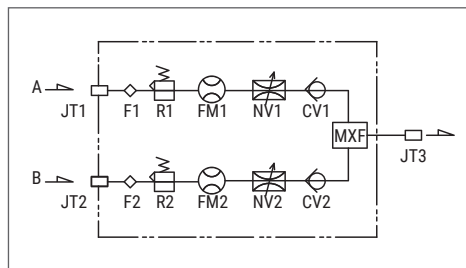 A
JT1 F1 R1 FM1 NV1 CV1
MXF
JT3
B
JT2 F2 R2 FM2 NV2 CV2